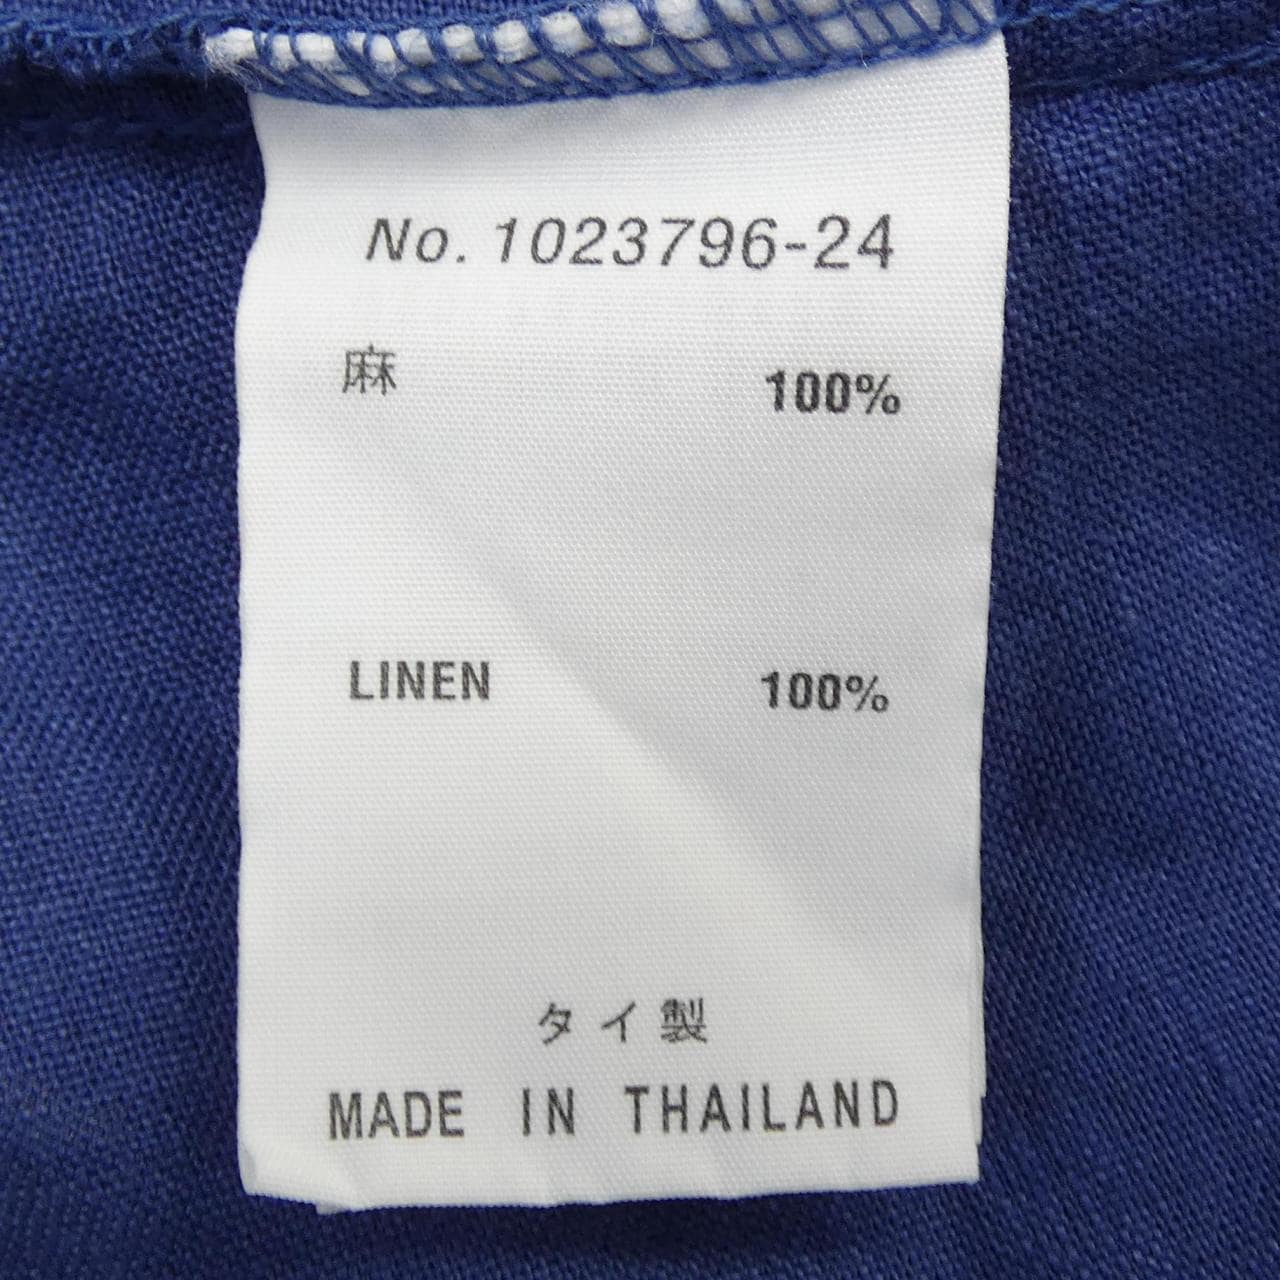 No. 1023796-24
麻 100%
LINEN 100%
タイ製
MADE IN THAILAND